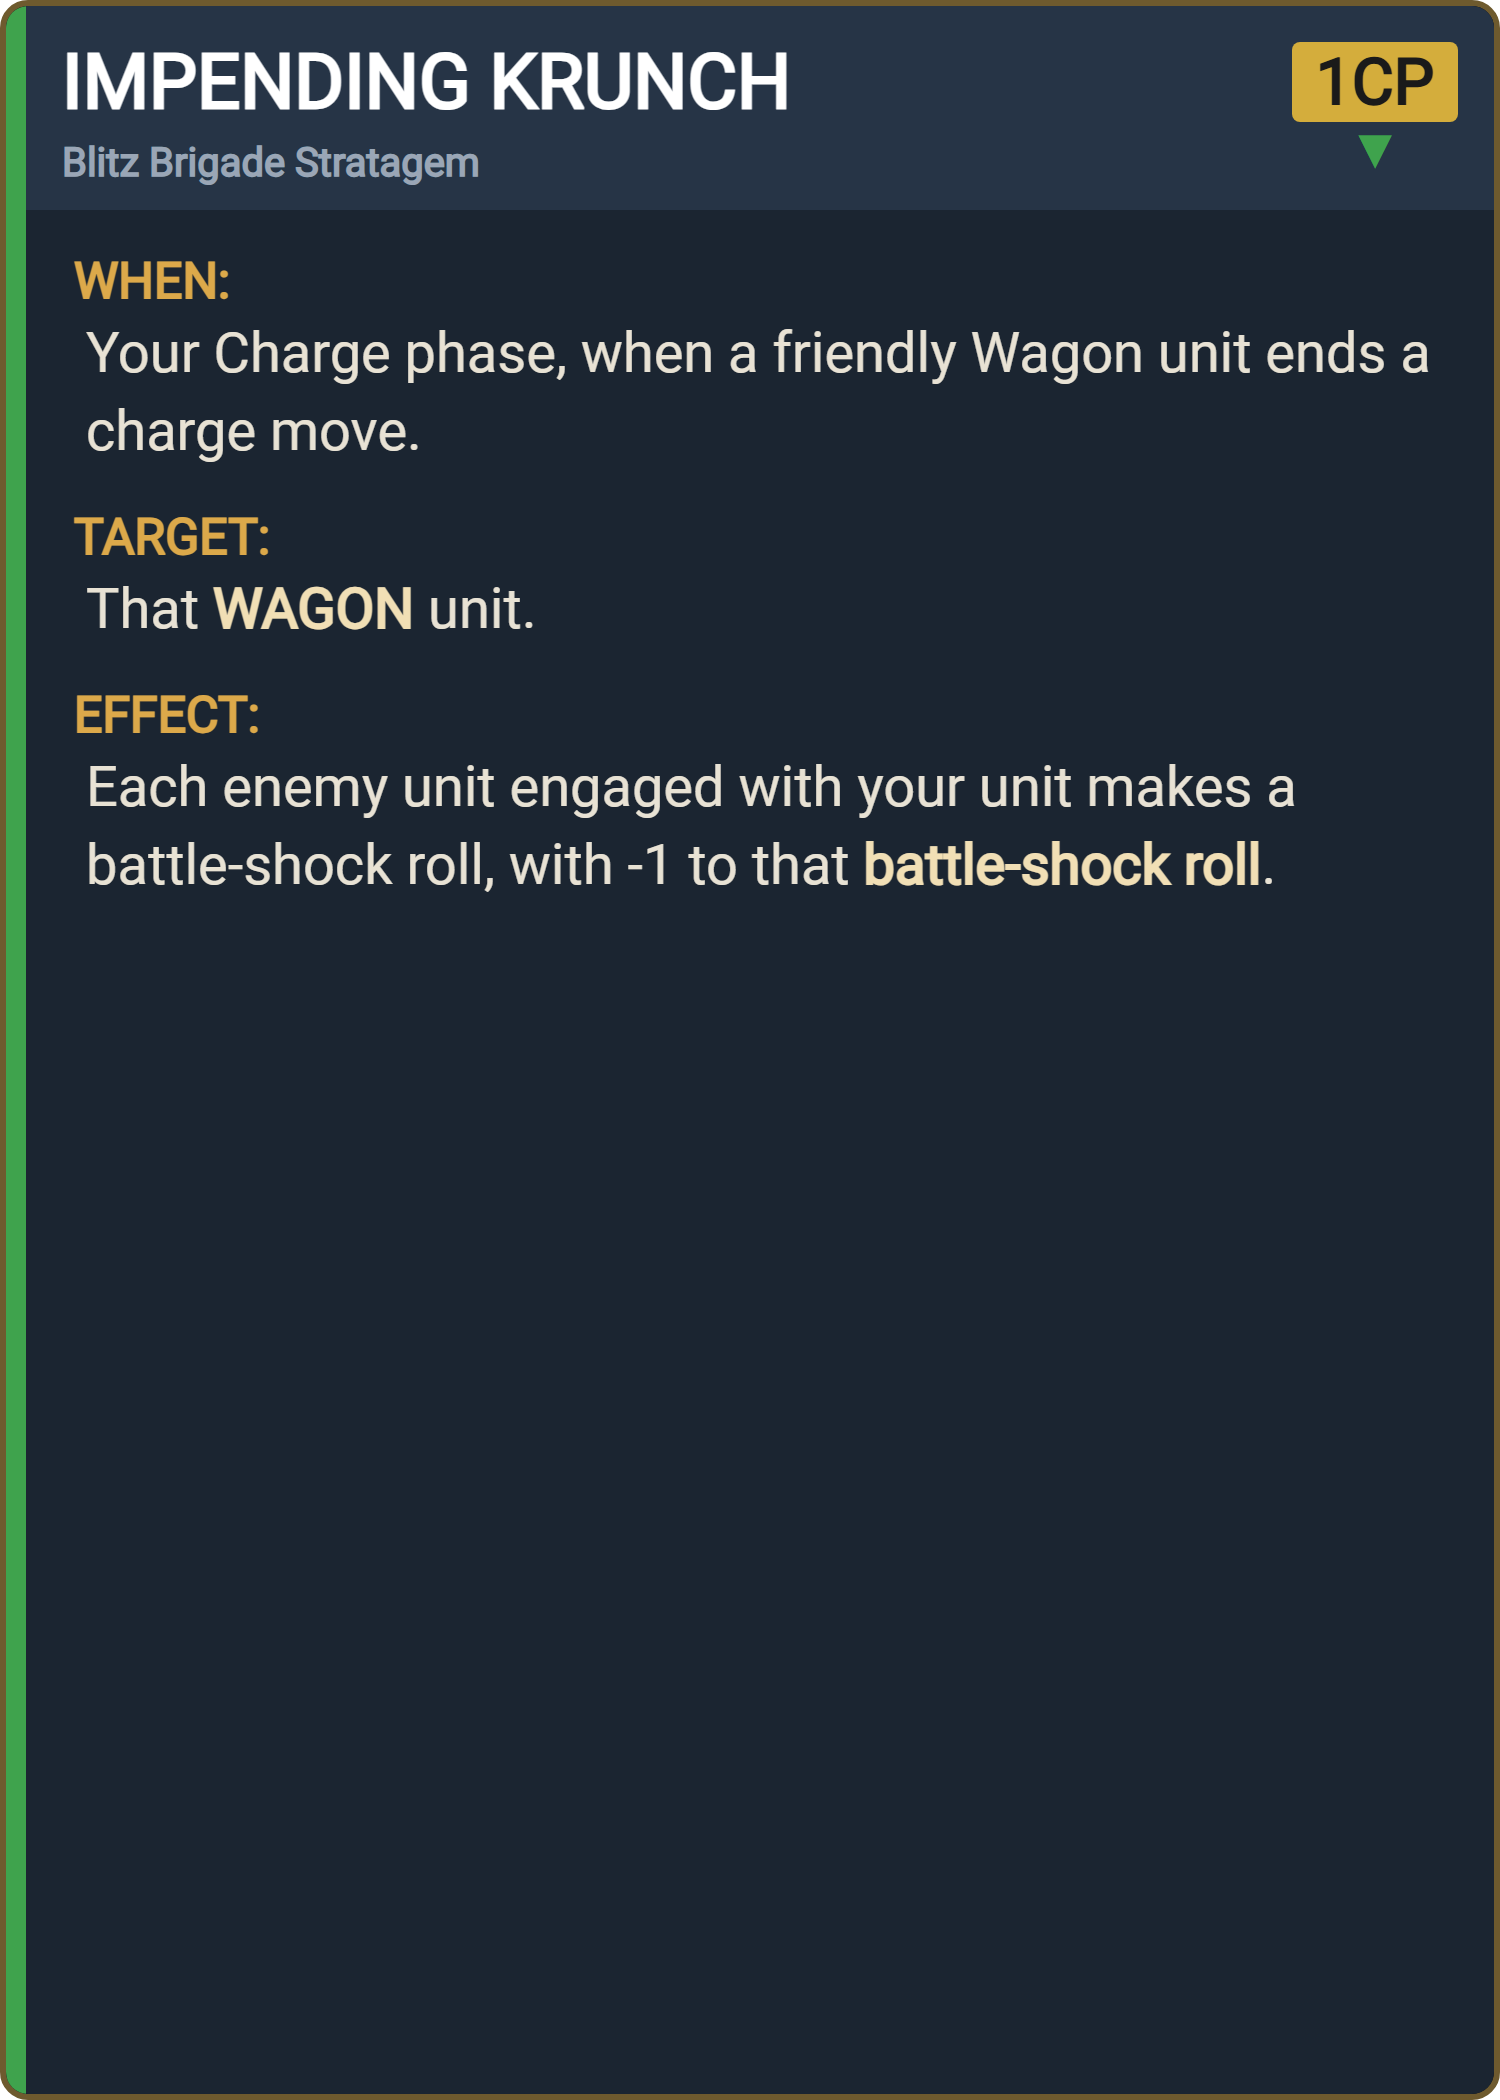 IMPENDING KRUNCH
1CP
Blitz Brigade Stratagem
WHEN:
Your Charge phase, when a friendly Wagon unit ends a
charge move.
TARGET:
That WAGON unit.
EFFECT:
Each enemy unit engaged with your unit makes a
battle-shock roll, with -1 to that battle-shock roll.